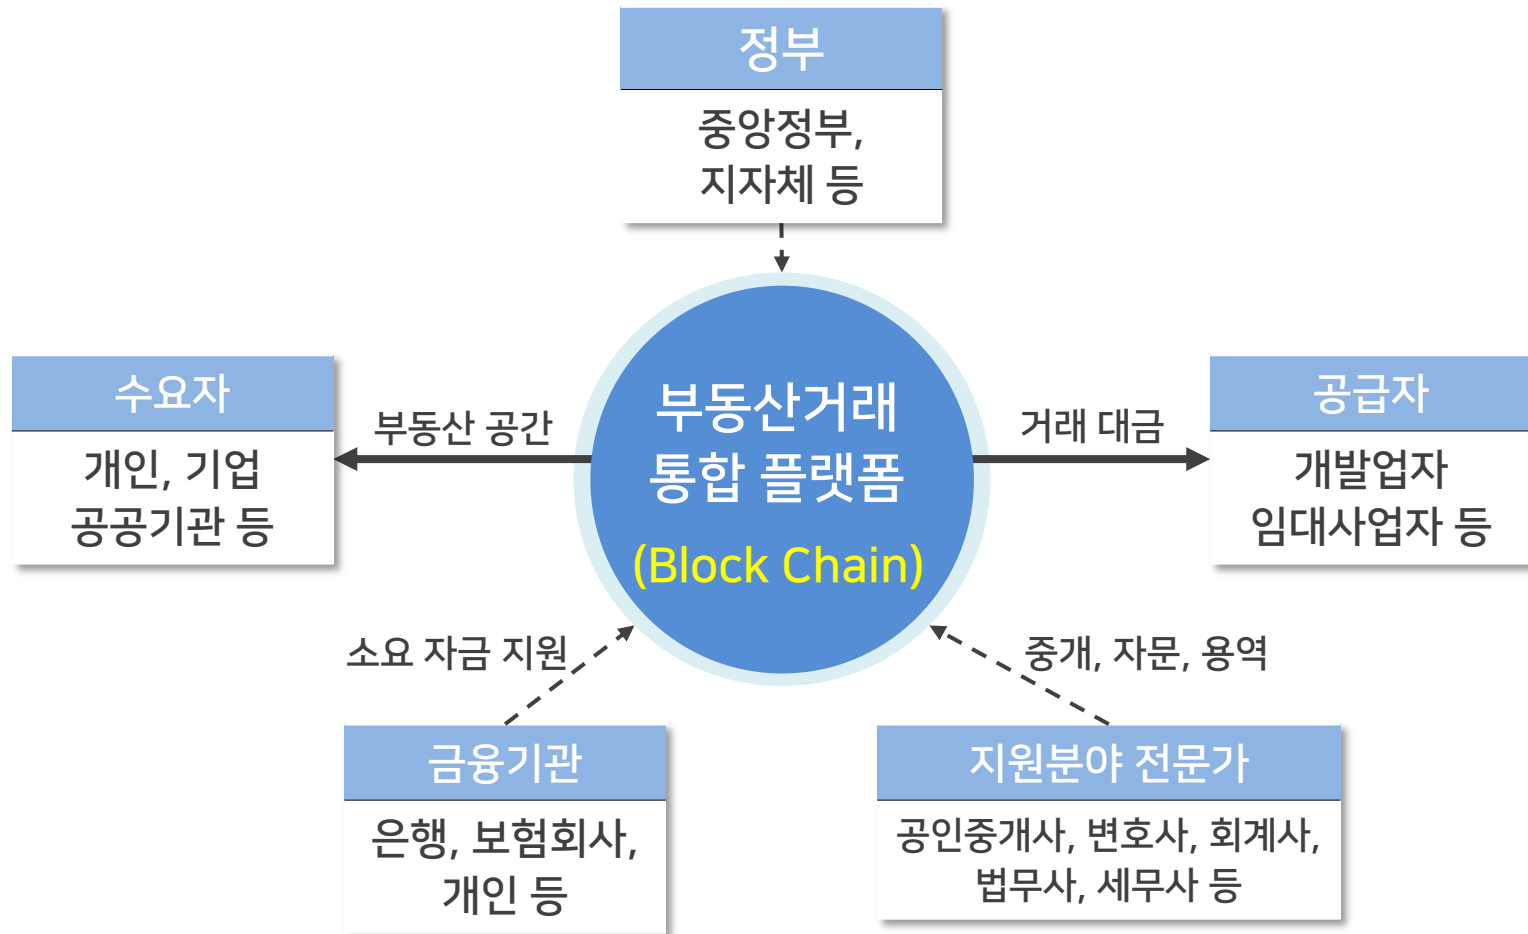 정부
중앙정부,
지자체 등
수요자
개인, 기업
공공기관 등
부동산 공간
부동산거래
통합 플랫폼
(Block Chain)
거래 대금
공급자
개발업자
임대사업자 등
소요 자금 지원
중개, 자문, 용역
금융기관
은행, 보험회사,
개인 등
지원분야 전문가
공인중개사, 변호사, 회계사,
법무사, 세무사 등